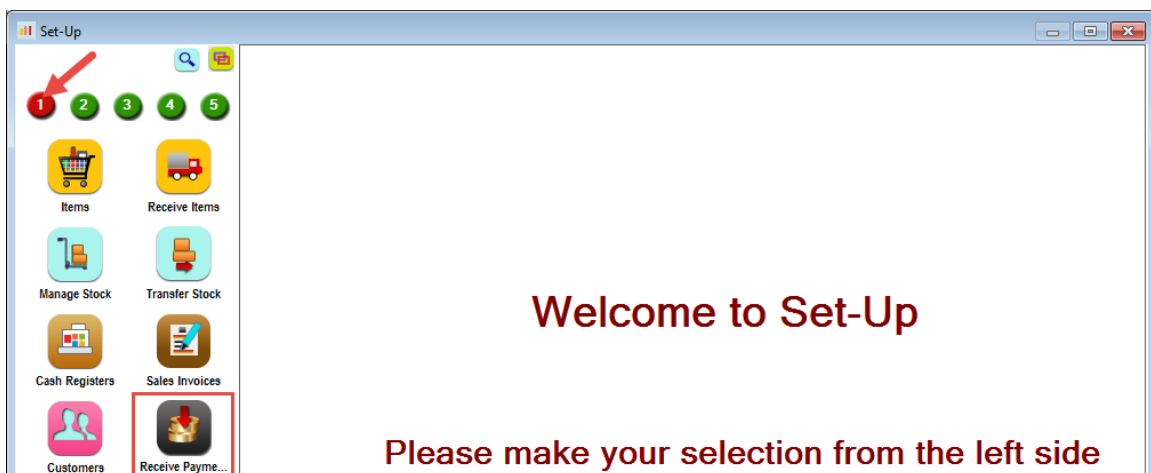 Set-Up
1 2 3 4 5
Items Receive Items
Manage Stock Transfer Stock
Welcome to Set-Up
Cash Registers Sales Invoices
Please make your selection from the left side
Customers Receive Payme...